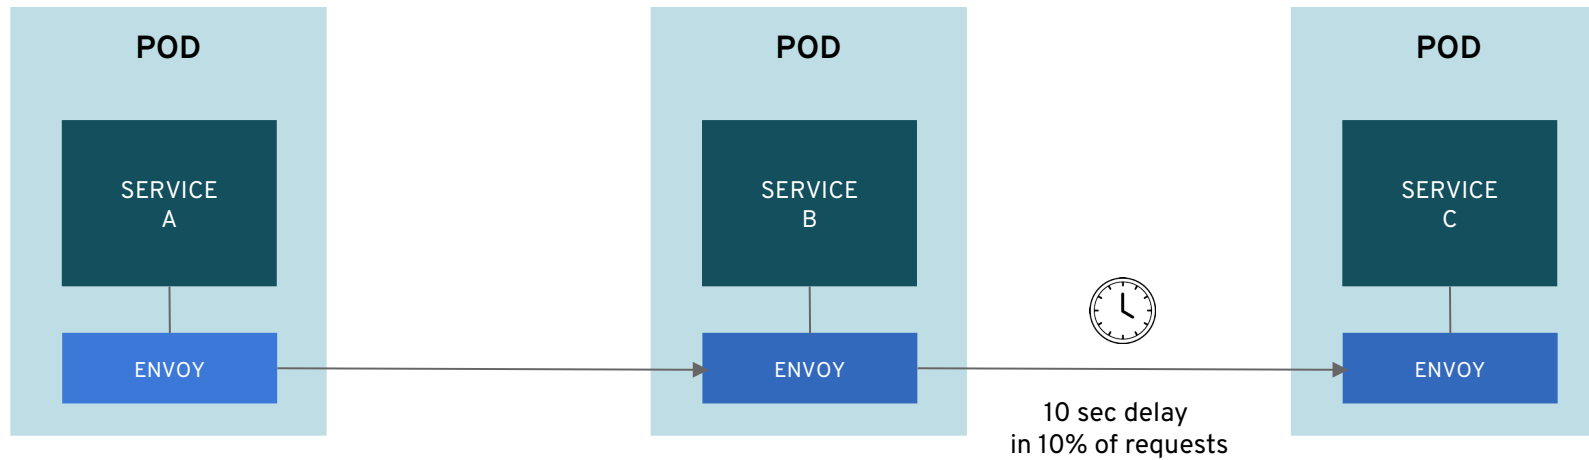 POD
SERVICE
A
ENVOY
POD
SERVICE
B
ENVOY
10 sec delay
in 10% of requests
POD
SERVICE
C
ENVOY